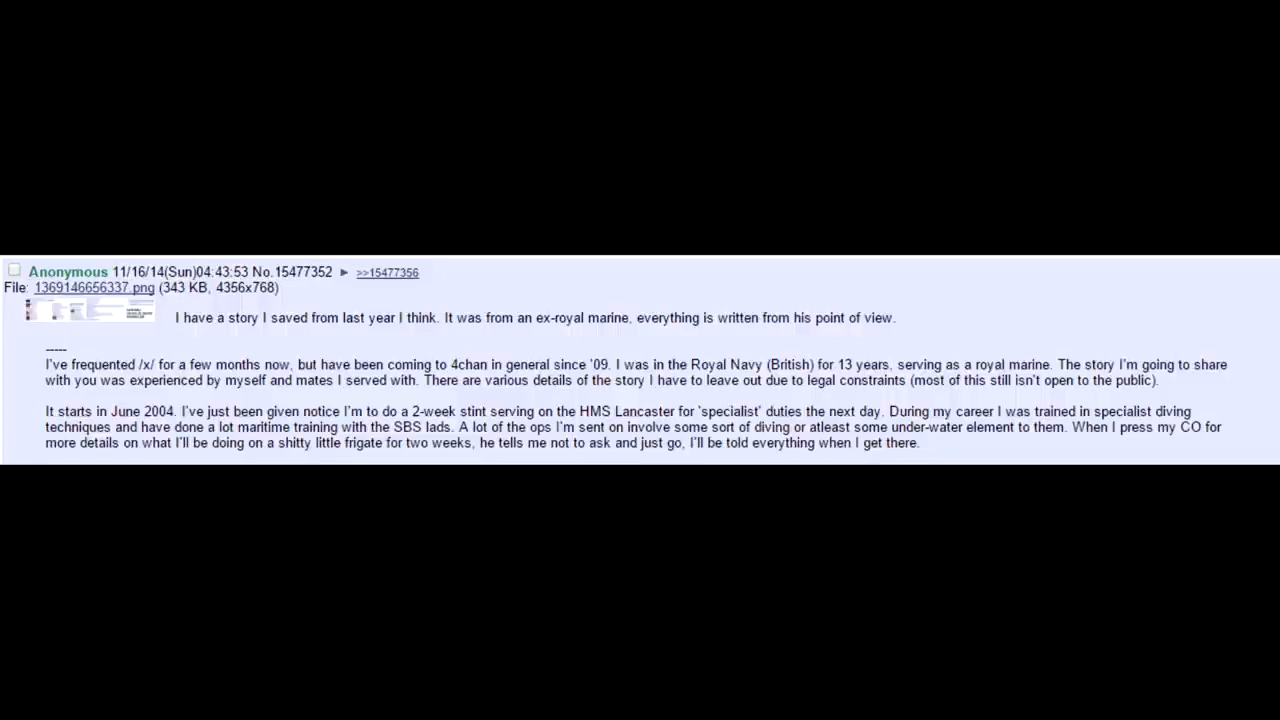 Anonymous 11/16/14(Sun)04:43:53 No.15477352 ▶ >>15477356
File: 1369146656337.png (343 KB, 4356x768)
I have a story I saved from last year I think. It was from an ex-royal marine, everything is written from his point of view.
-----
I've frequented /x/ for a few months now, but have been coming to 4chan in general since '09. I was in the Royal Navy (British) for 13 years, serving as a royal marine. The story I'm going to share
with you was experienced by myself and mates I served with. There are various details of the story I have to leave out due to legal constraints (most of this still isn't open to the public).
It starts in June 2004. I've just been given notice I'm to do a 2-week stint serving on the HMS Lancaster for 'specialist' duties the next day. During my career I was trained in specialist diving
techniques and have done a lot maritime training with the SBS lads. A lot of the ops I'm sent on involve some sort of diving or atleast some under-water element to them. When I press my CO for
more details on what I'll be doing on a shitty little frigate for two weeks, he tells me not to ask and just go, I'll be told everything when I get there.